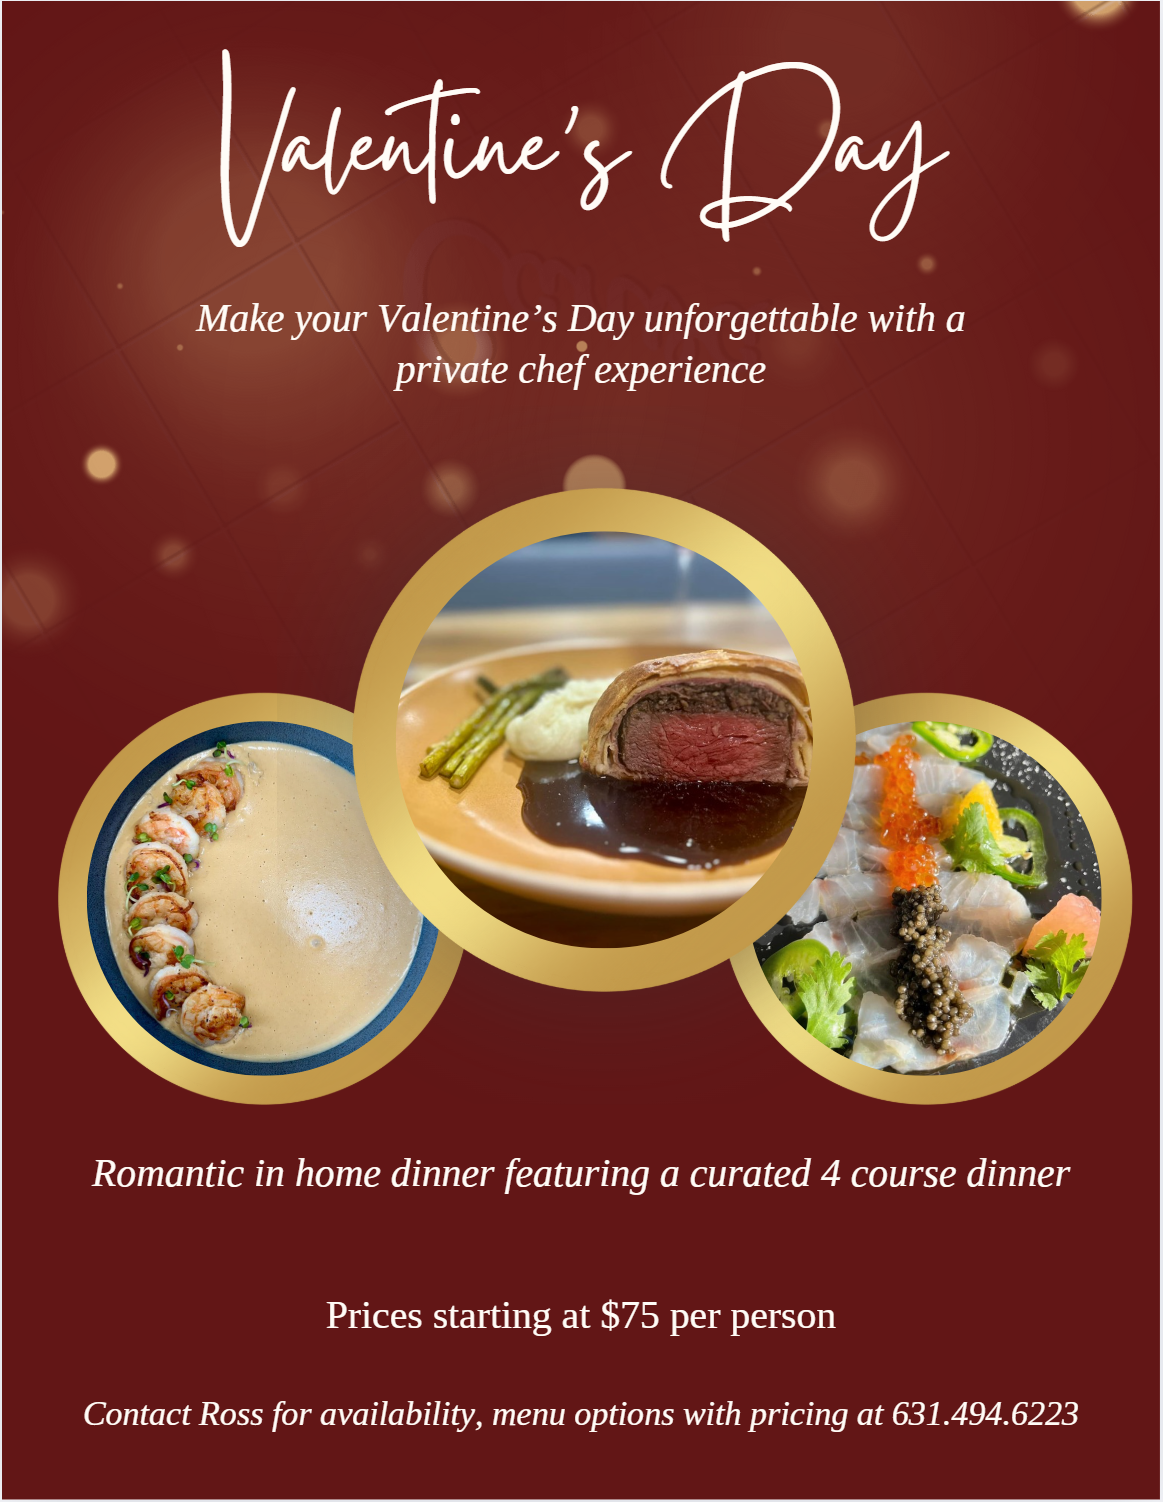 Valentine's Day
Make your Valentine’s Day unforgettable with a
private chef experience
Romantic in home dinner featuring a curated 4 course dinner
Prices starting at $75 per person
Contact Ross for availability, menu options with pricing at 631.494.6223